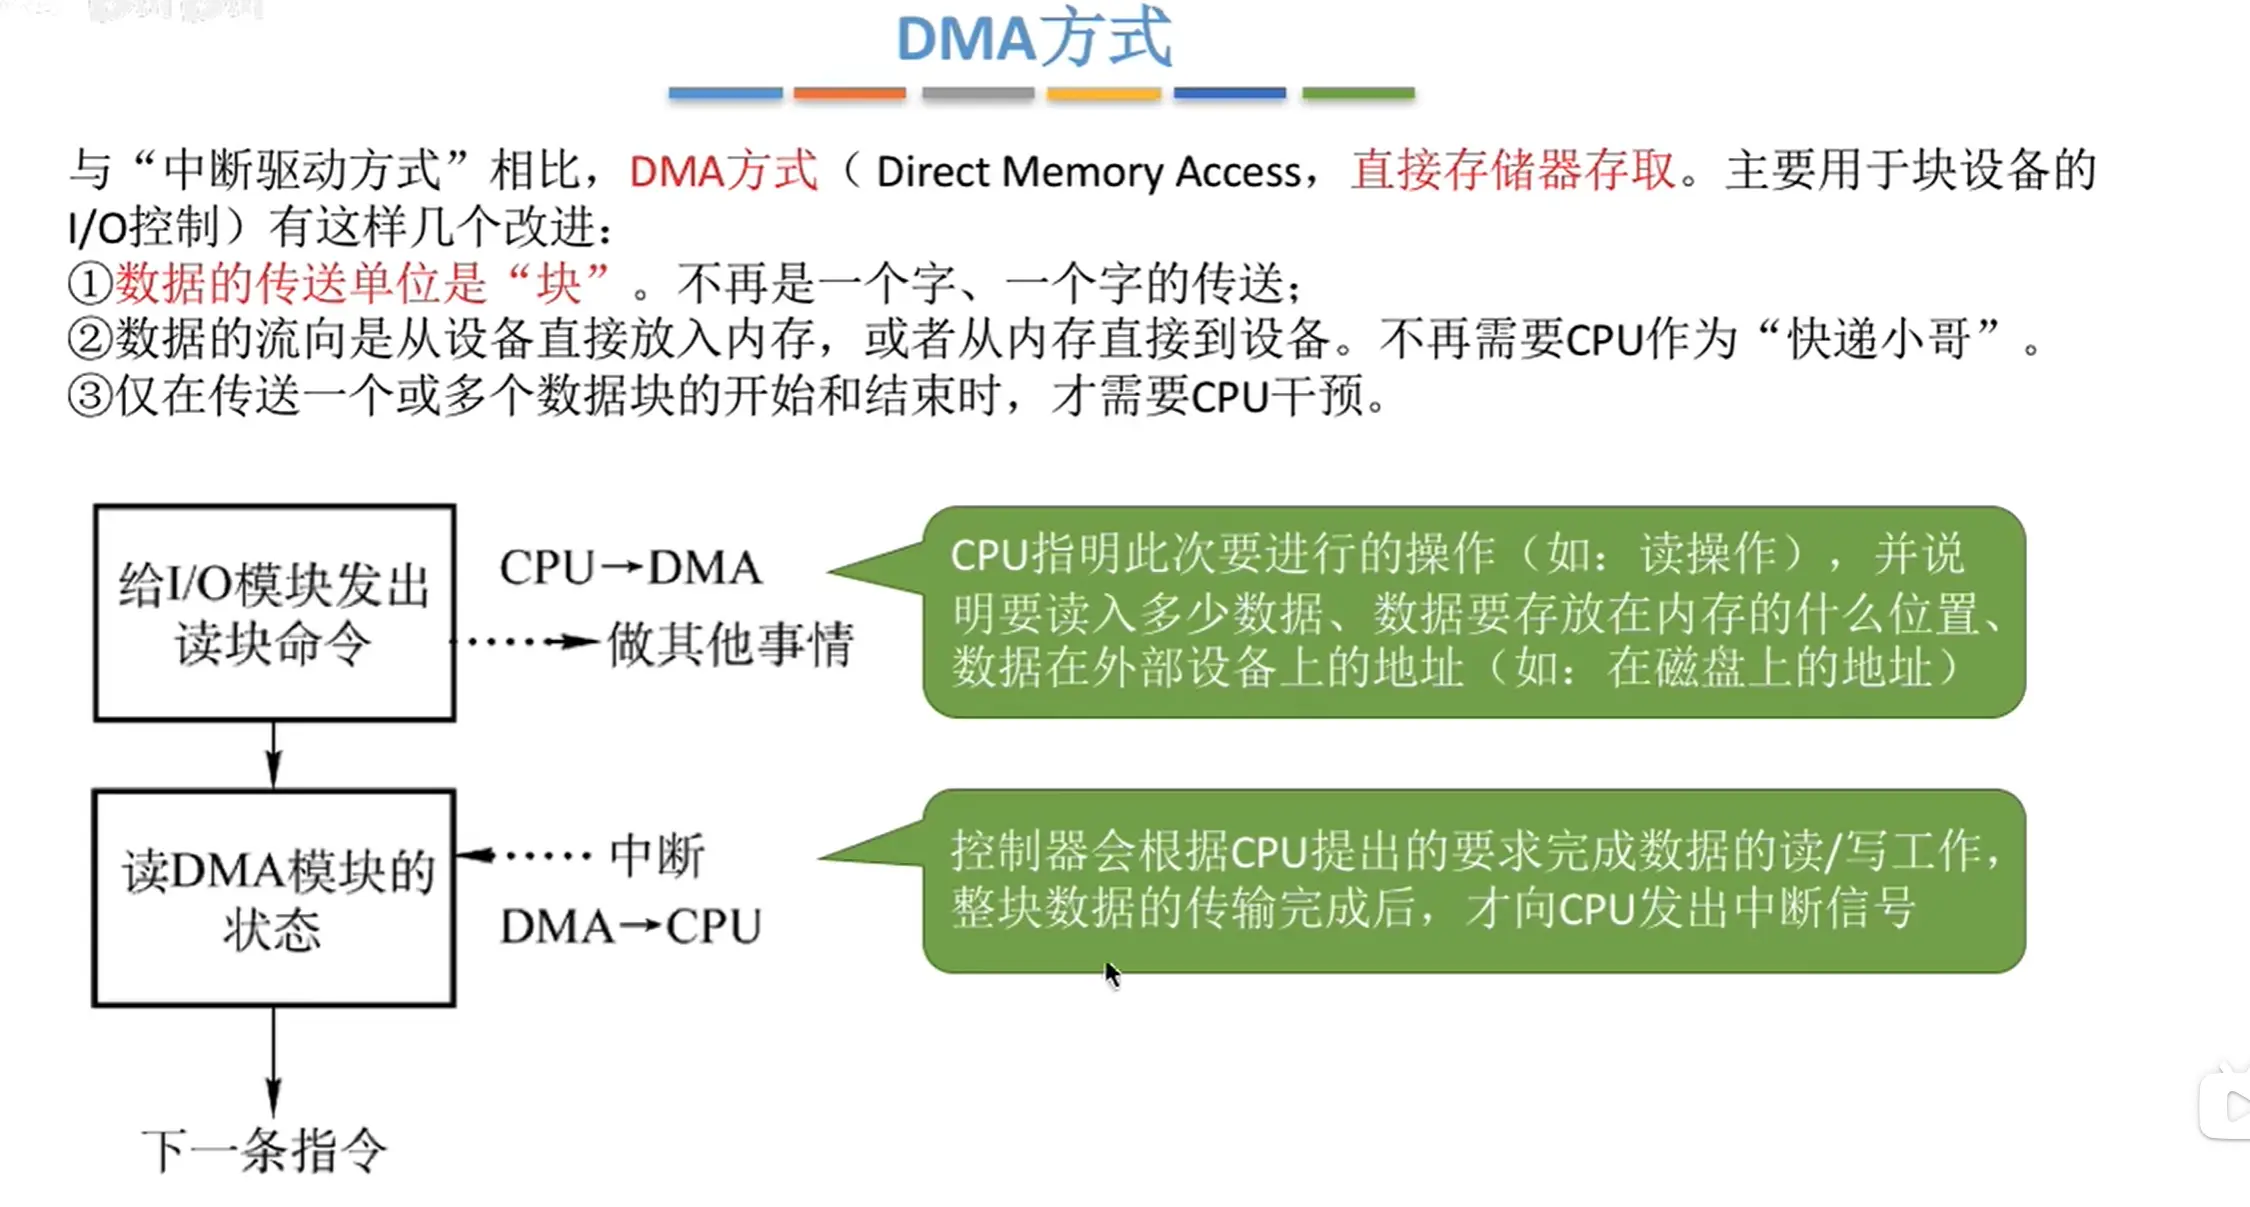 DMA方式
与“中断驱动方式”相比，DMA方式（ Direct Memory Access，直接存储器存取。主要用于块设备的
I/O控制）有这样几个改进：
①数据的传送单位是“块”。不再是一个字、一个字的传送；
②数据的流向是从设备直接放入内存，或者从内存直接到设备。不再需要CPU作为“快递小哥”。
③仅在传送一个或多个数据块的开始和结束时，才需要CPU干预。
给I/O模块发出
读块命令
CPU→DMA
做其他事情
CPU指明此次要进行的操作（如：读操作），并说
明要读入多少数据、数据要存放在内存的什么位置、
数据在外部设备上的地址（如：在磁盘上的地址）
读DMA模块的
状态
中断
DMA→CPU
控制器会根据CPU提出的要求完成数据的读/写工作，
整块数据的传输完成后，才向CPU发出中断信号
下一条指令